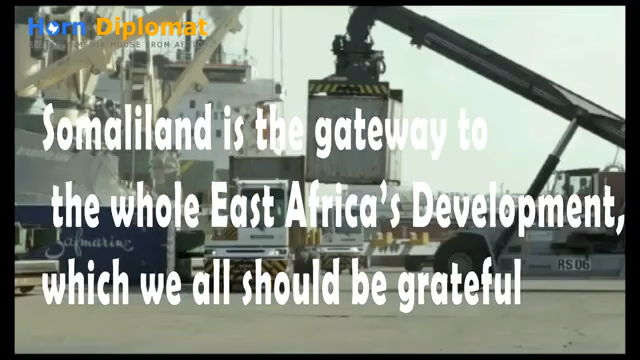 Horn Diplomat
Somaliland is the gateway to
the whole East Africa's Development,
Safmarine
which we all should be grateful
RS06